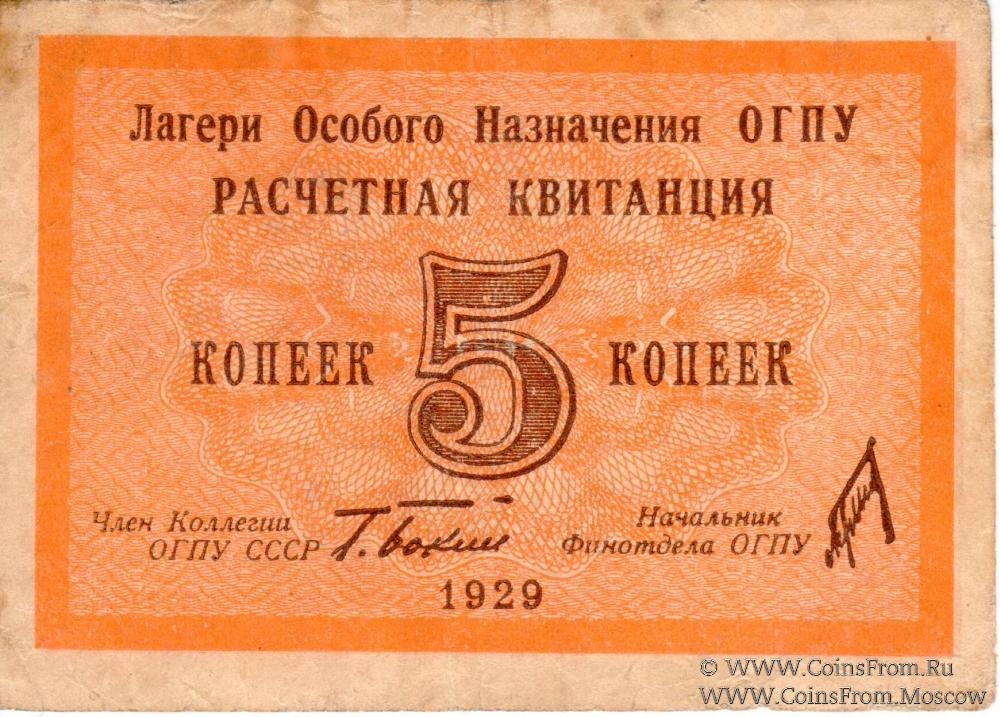 Лагери Особого Назначения ОГПУ
РАСЧЕТНАЯ КВИТАНЦИЯ
КОПЕЕК 5 КОПЕЕК
Член Коллегии
ОГПУ СССР Г. Бокий
Начальник
Финотдела ОГПУ
1929
© WWW.CoinsFrom.Ru
WWW.CoinsFrom.Moscow